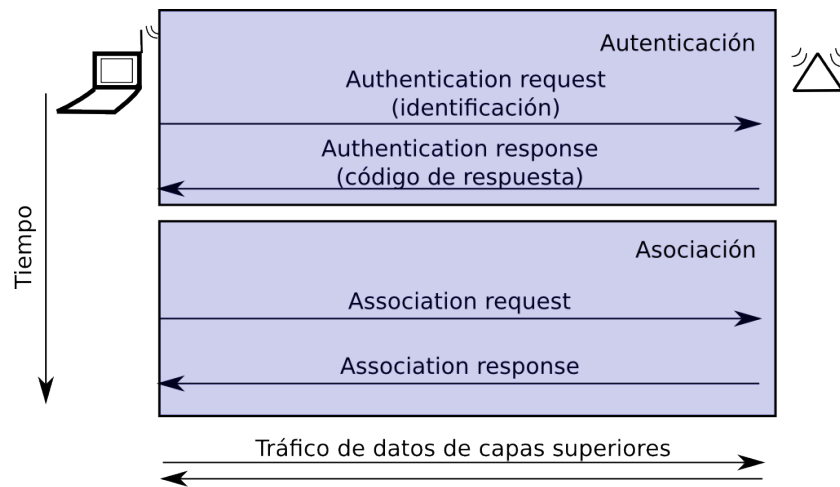 Autenticación
Authentication request
(identificación)
Authentication response
(código de respuesta)
Tiempo
Asociación
Association request
Association response
Tráfico de datos de capas superiores